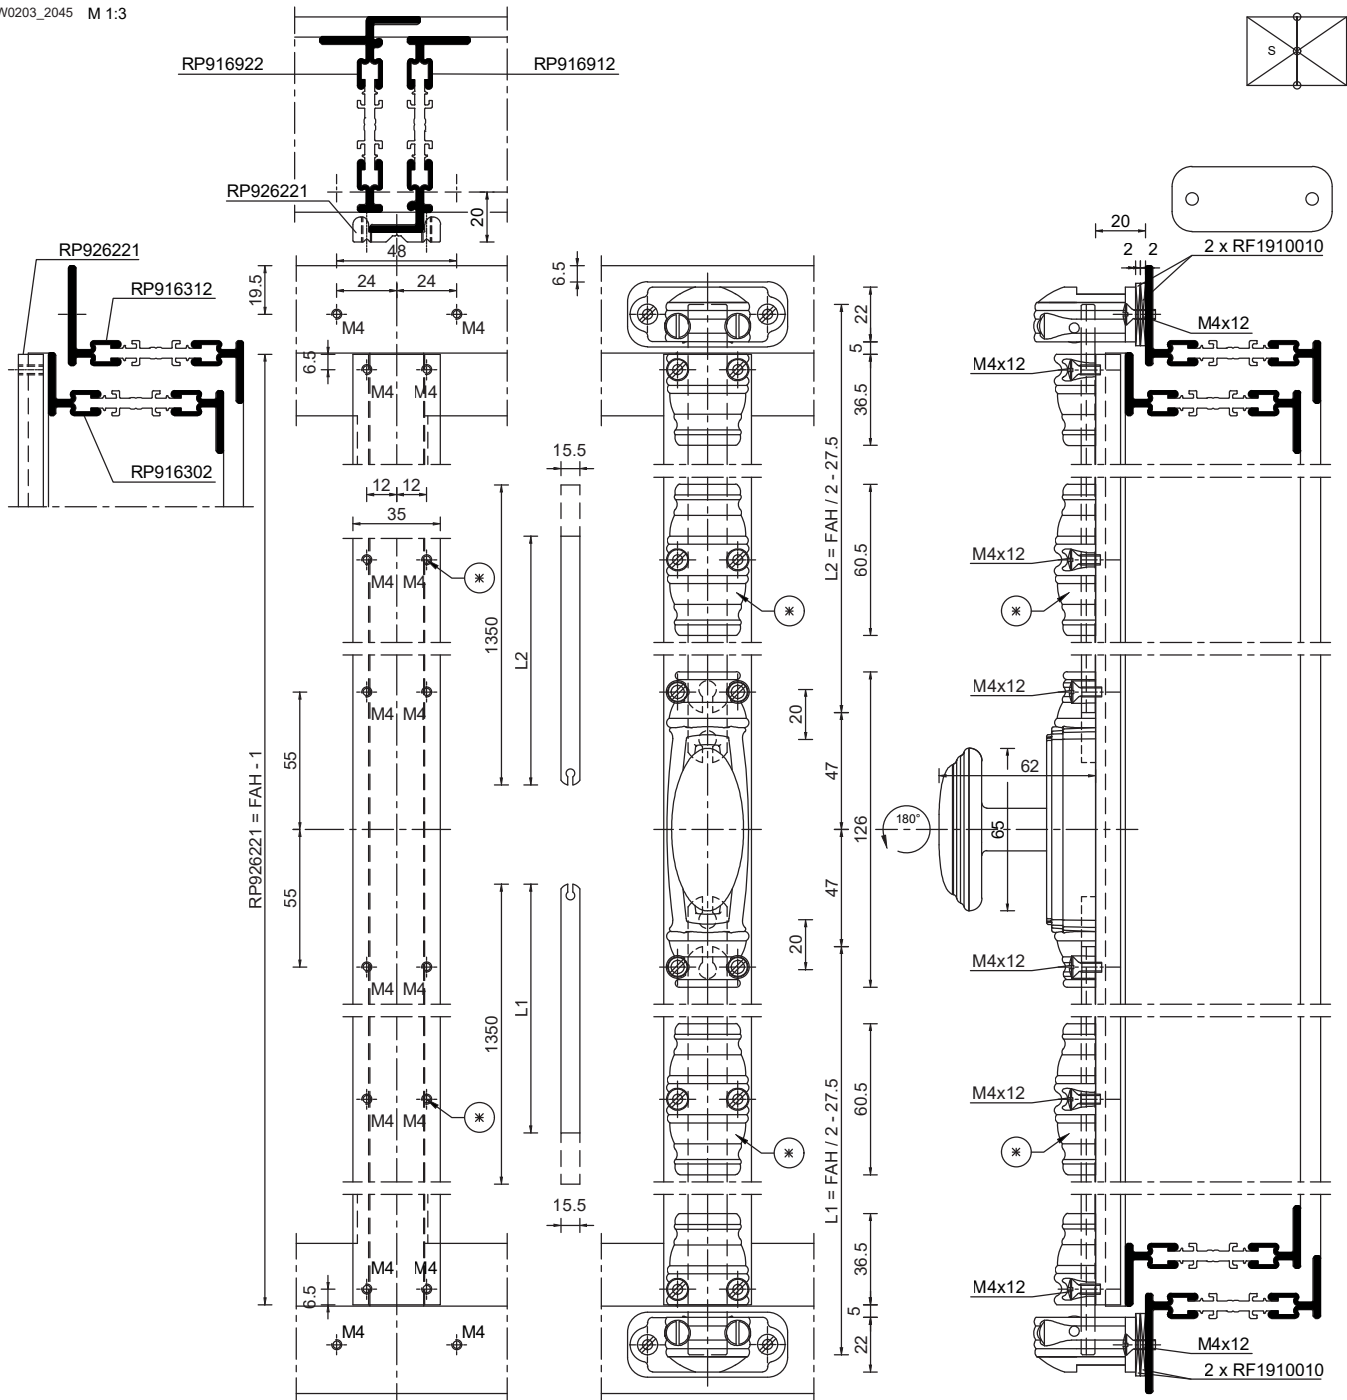 W0203_2045 M 1:3
S
RP916922
RP916912
RP926221
20
48
24 24
M4 M4
19.5
6.5
M4 M4
RP926221
RP916312
RP916302
12 12
35
M4 M4
*
M4 M4
55
55
RP926221 = FAH - 1
M4 M4
M4 M4
*
M4 M4
6.5
M4 M4
15.5
1350
L2
1350
L1
15.5
6.5
22
5
36.5
L2 = FAH / 2 - 27.5
60.5
*
20
47
126
47
20
60.5
*
L1 = FAH / 2 - 27.5
36.5
5
22
20
2 2
2 x RF1910010
M4x12
M4x12
M4x12
*
M4x12
62
65
180°
M4x12
M4x12
*
M4x12
M4x12
2 x RF1910010